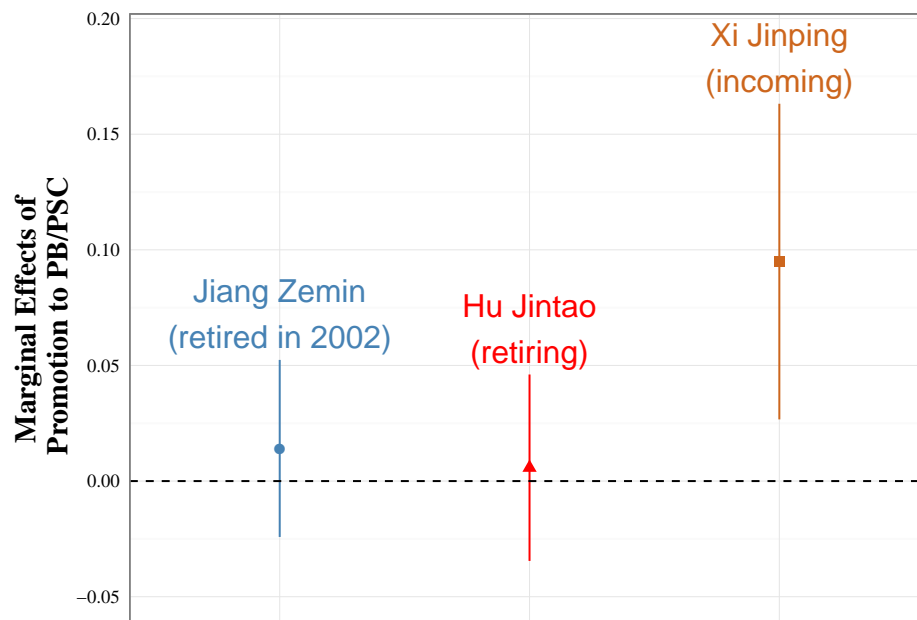 Marginal Effects of
Promotion to PB/PSC
0.20
0.15
0.10
0.05
0.00
−0.05
Jiang Zemin
(retired in 2002)
Hu Jintao
(retiring)
Xi Jinping
(incoming)